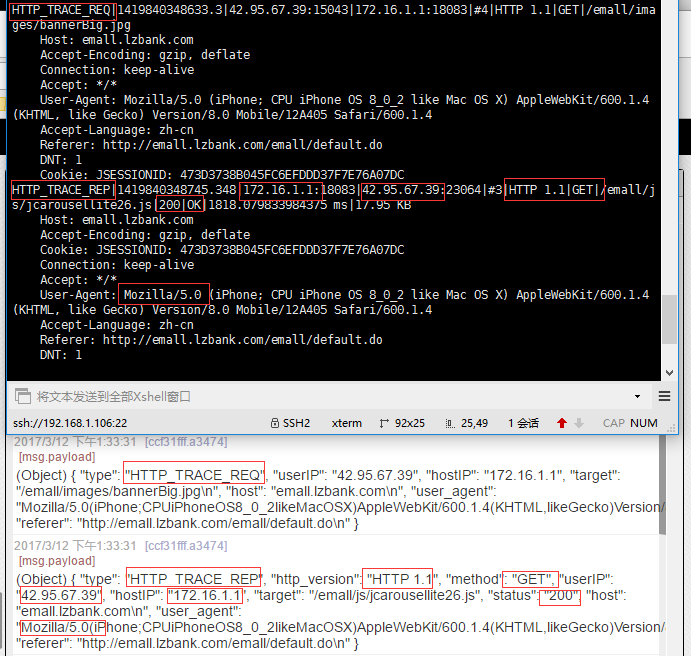 HTTP_TRACE_REQ|1419840348633.3|42.95.67.39:15043|172.16.1.1:18083|#4|HTTP 1.1|GET|/emall/ima
ges/bannerBig.jpg
Host: emall.lzbank.com
Accept-Encoding: gzip, deflate
Connection: keep-alive
Accept: */*
User-Agent: Mozilla/5.0 (iPhone; CPU iPhone OS 8_0_2 like Mac OS X) AppleWebKit/600.1.4
(KHTML, like Gecko) Version/8.0 Mobile/12A405 Safari/600.1.4
Accept-Language: zh-cn
Referer: http://emall.lzbank.com/emall/default.do
DNT: 1
Cookie: JSESSIONID: 473D3738B045FC6EFDDD37F7E76A07DC
HTTP_TRACE_REP|1419840348745.348|172.16.1.1:18083|42.95.67.39:23064|#3|HTTP 1.1|GET|/emall/j
s/jcarousellite26.js|200|OK|1818.079833984375 ms|17.95 KB
Host: emall.lzbank.com
Accept-Encoding: gzip, deflate
Cookie: JSESSIONID: 473D3738B045FC6EFDDD37F7E76A07DC
Connection: keep-alive
Accept: */*
User-Agent: Mozilla/5.0 (iPhone; CPU iPhone OS 8_0_2 like Mac OS X) AppleWebKit/600.1.4
(KHTML, like Gecko) Version/8.0 Mobile/12A405 Safari/600.1.4
Accept-Language: zh-cn
Referer: http://emall.lzbank.com/emall/default.do
DNT: 1
将文本发送到全部Xshell窗口
ssh://192.168.1.106:22 SSH2 xterm 92x25 25,49 1 会话 CAP NUM
2017/3/12 下午1:33:31 [ccf31fff.a3474]
[msg.payload]
(Object) { "type": "HTTP_TRACE_REQ", "userIP": "42.95.67.39", "hostIP": "172.16.1.1", "target":
"/emall/images/bannerBig.jpg\n", "host": "emall.lzbank.com\n", "user_agent":
"Mozilla/5.0(iPhone;CPUiPhoneOS8_0_2likeMacOSX)AppleWebKit/600.1.4(KHTML,likeGecko)Version/
"referer": "http://emall.lzbank.com/emall/default.do\n" }
2017/3/12 下午1:33:31 [ccf31fff.a3474]
[msg.payload]
(Object) { "type": "HTTP_TRACE_REP", "http_version": "HTTP 1.1", "method": "GET", "userIP":
"42.95.67.39", "hostIP": "172.16.1.1", "target": "/emall/js/jcarousellite26.js", "status": "200", "host":
"emall.lzbank.com\n", "user_agent":
"Mozilla/5.0(iPhone;CPUiPhoneOS8_0_2likeMacOSX)AppleWebKit/600.1.4(KHTML,likeGecko)Version/
"referer": "http://emall.lzbank.com/emall/default.do\n" }